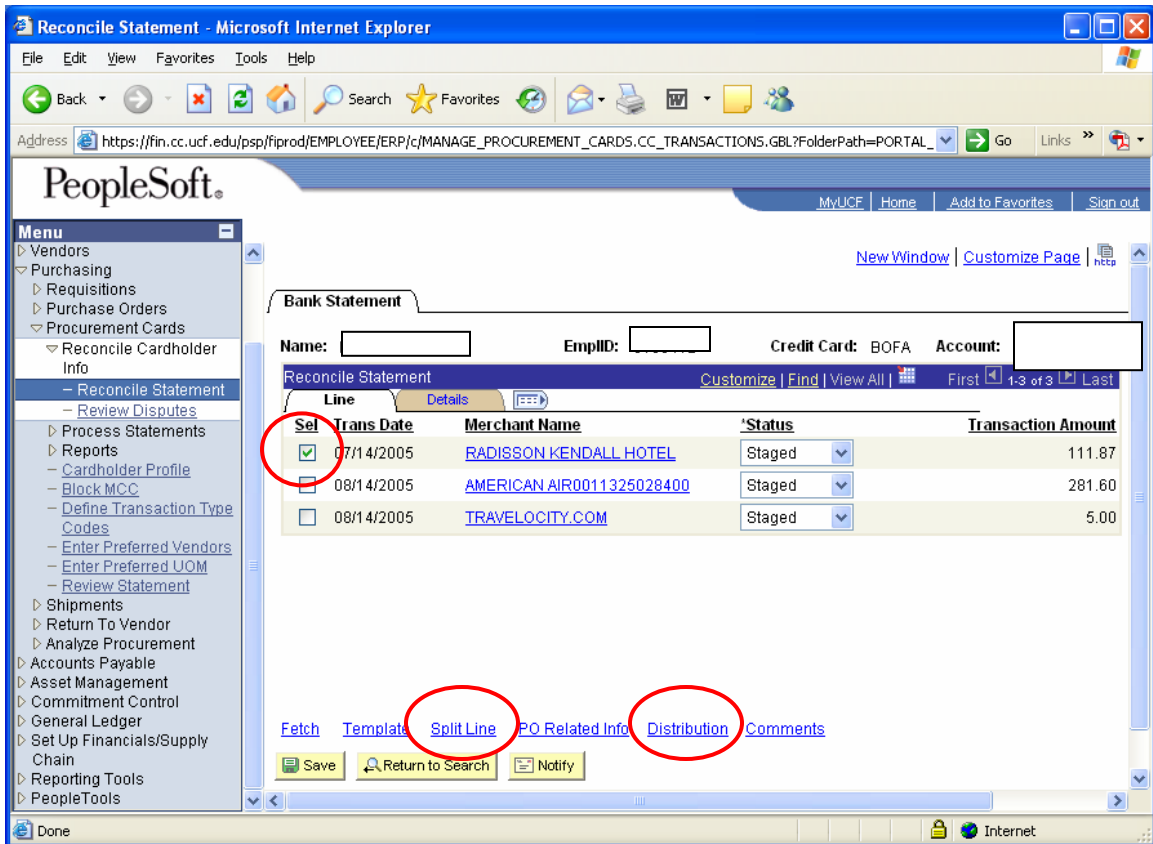 Reconcile Statement - Microsoft Internet Explorer
File Edit View Favorites Tools Help
Back Search Favorites
Address https://fin.cc.ucf.edu/psp/fiprod/EMPLOYEE/ERP/c/MANAGE_PROCUREMENT_CARDS.CC_TRANSACTIONS.GBL?FolderPath=PORTAL_ Go Links »
PeopleSoft®
MyUCF Home Add to Favorites Sign out
Menu
Vendors
Purchasing
Requisitions
Purchase Orders
Procurement Cards
Reconcile Cardholder
Info
– Reconcile Statement
– Review Disputes
Process Statements
Reports
– Cardholder Profile
– Block MCC
– Define Transaction Type
Codes
– Enter Preferred Vendors
– Enter Preferred UOM
– Review Statement
Shipments
Return To Vendor
Analyze Procurement
Accounts Payable
Asset Management
Commitment Control
General Ledger
Set Up Financials/Supply
Chain
Reporting Tools
PeopleTools
New Window | Customize Page | http
Bank Statement
Name: EmplID: Credit Card: BOFA Account:
Reconcile Statement Customize | Find | View All | First 1-3 of 3 Last
Line Details
Sel Trans Date Merchant Name *Status Transaction Amount
07/14/2005 RADISSON KENDALL HOTEL Staged 111.87
08/14/2005 AMERICAN AIR0011325028400 Staged 281.60
08/14/2005 TRAVELOCITY.COM Staged 5.00
Fetch Template Split Line PO Related Info Distribution Comments
Save Return to Search Notify
Done Internet